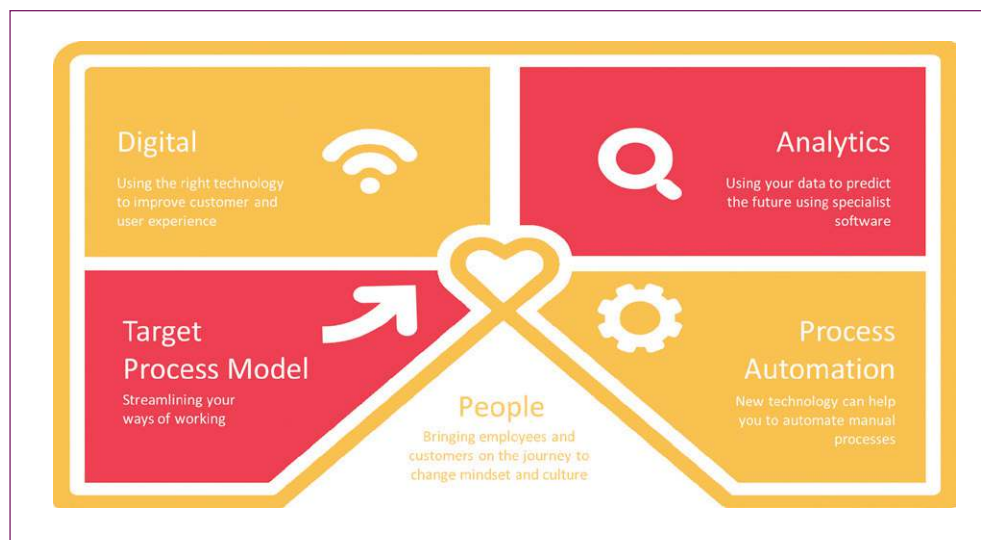 Digital
Using the right technology
to improve customer and
user experience
Analytics
Using your data to predict
the future using specialist
software
Target
Process Model
Streamlining your
ways of working
People
Bringing employees and
customers on the journey to
change mindset and culture
Process
Automation
New technology can help
you to automate manual
processes